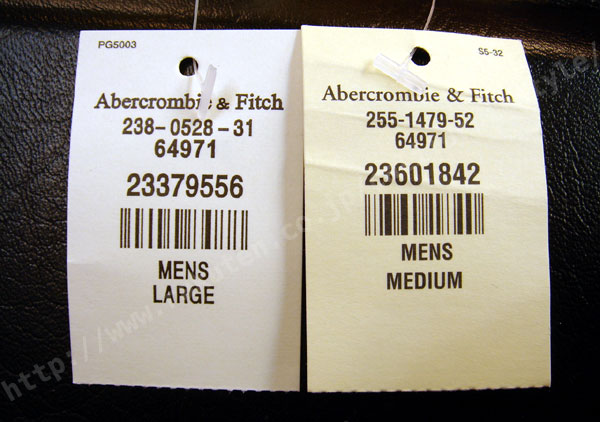 PG5003
Abercrombie & Fitch
238-0528-31
64971
23379556
MENS
LARGE
S5-32
Abercrombie & Fitch
255-1479-52
64971
23601842
MENS
MEDIUM